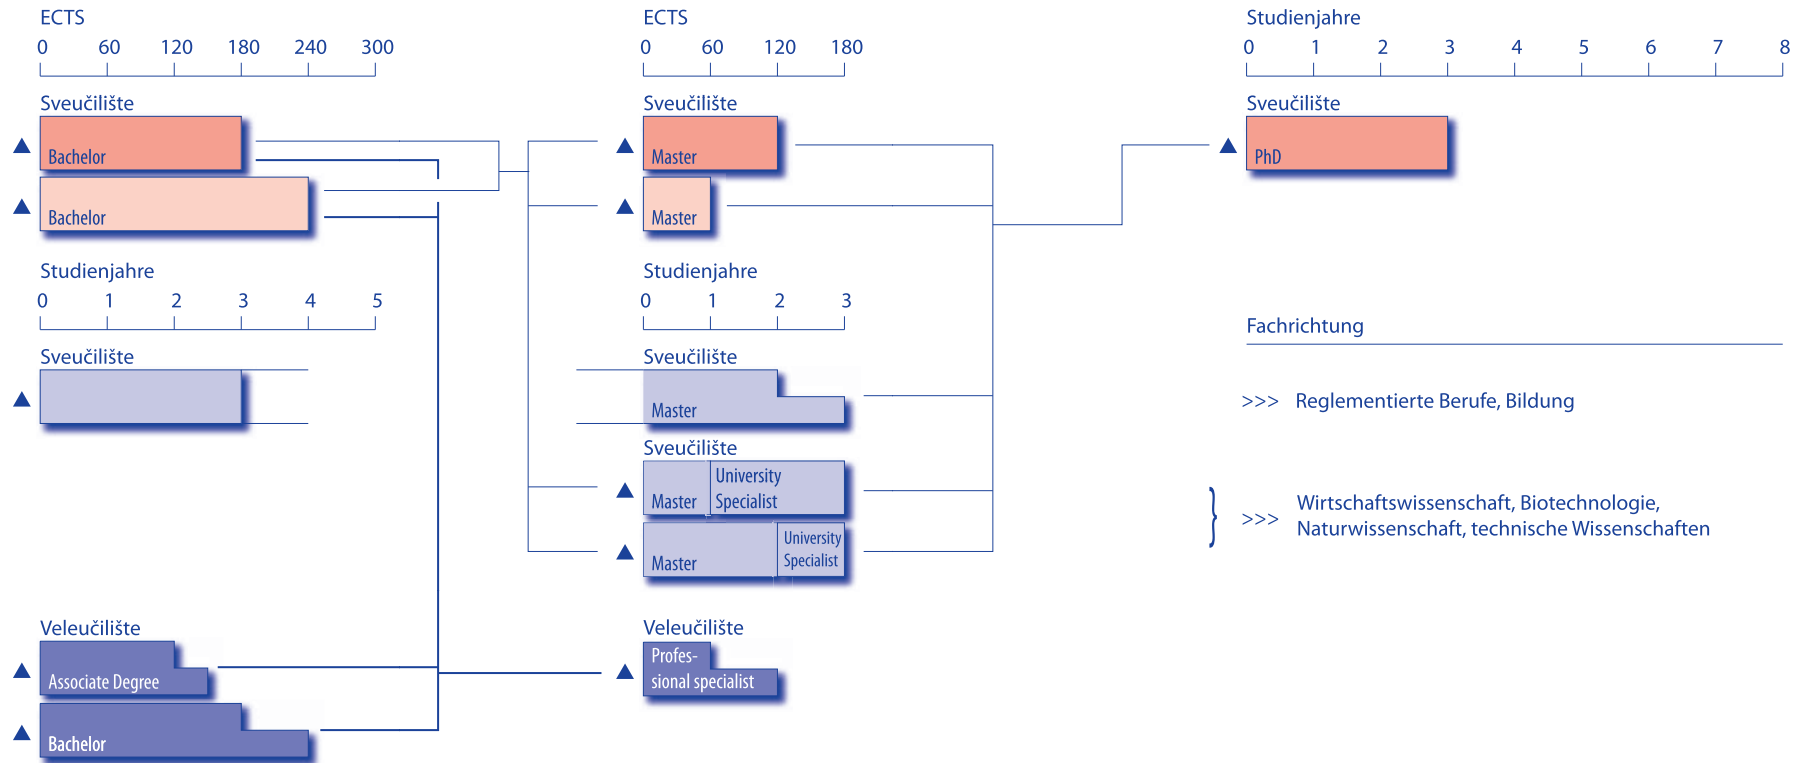 ECTS
0 60 120 180 240 300
Sveučilište
Bachelor
Bachelor
Studienjahre
0 1 2 3 4 5
Sveučilište
Veleučilište
Associate Degree
Bachelor
ECTS
0 60 120 180
Sveučilište
Master
Master
Studienjahre
0 1 2 3
Sveučilište
Master
Sveučilište
Master
University
Specialist
Master
University
Specialist
Veleučilište
Profes-
sional specialist
Studienjahre
0 1 2 3 4 5 6 7 8
Sveučilište
PhD
Fachrichtung
>>> Reglementierte Berufe, Bildung
} >>> Wirtschaftswissenschaft, Biotechnologie,
Naturwissenschaft, technische Wissenschaften